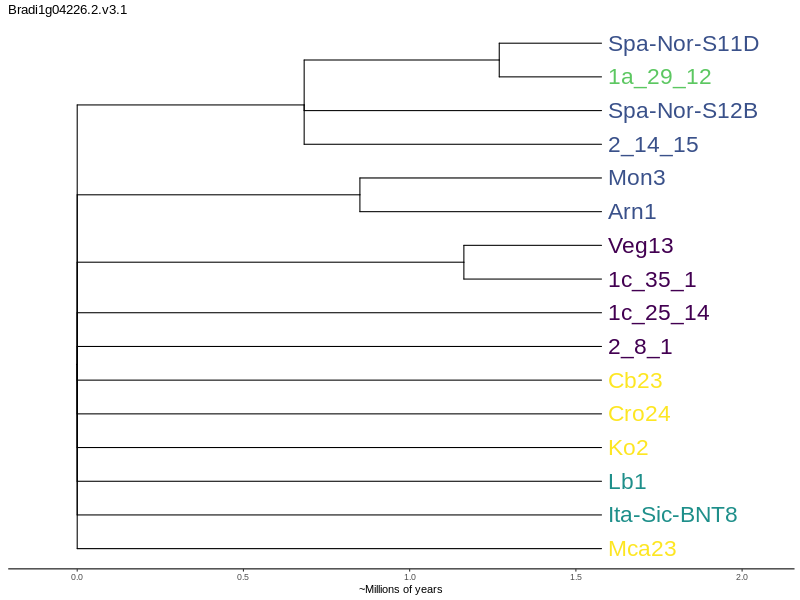 Bradi1g04226.2.v3.1
Spa-Nor-S11D
1a_29_12
Spa-Nor-S12B
2_14_15
Mon3
Arn1
Veg13
1c_35_1
1c_25_14
2_8_1
Cb23
Cro24
Ko2
Lb1
Ita-Sic-BNT8
Mca23
0.0 0.5 1.0 1.5 2.0
~Millions of years